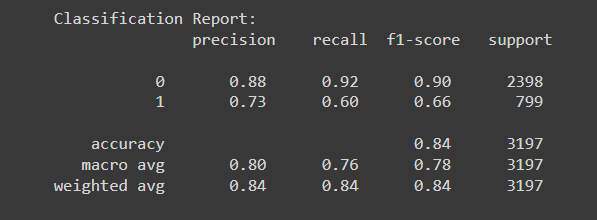 Classification Report:
precision recall f1-score support
0 0.88 0.92 0.90 2398
1 0.73 0.60 0.66 799
accuracy 0.84 3197
macro avg 0.80 0.76 0.78 3197
weighted avg 0.84 0.84 0.84 3197